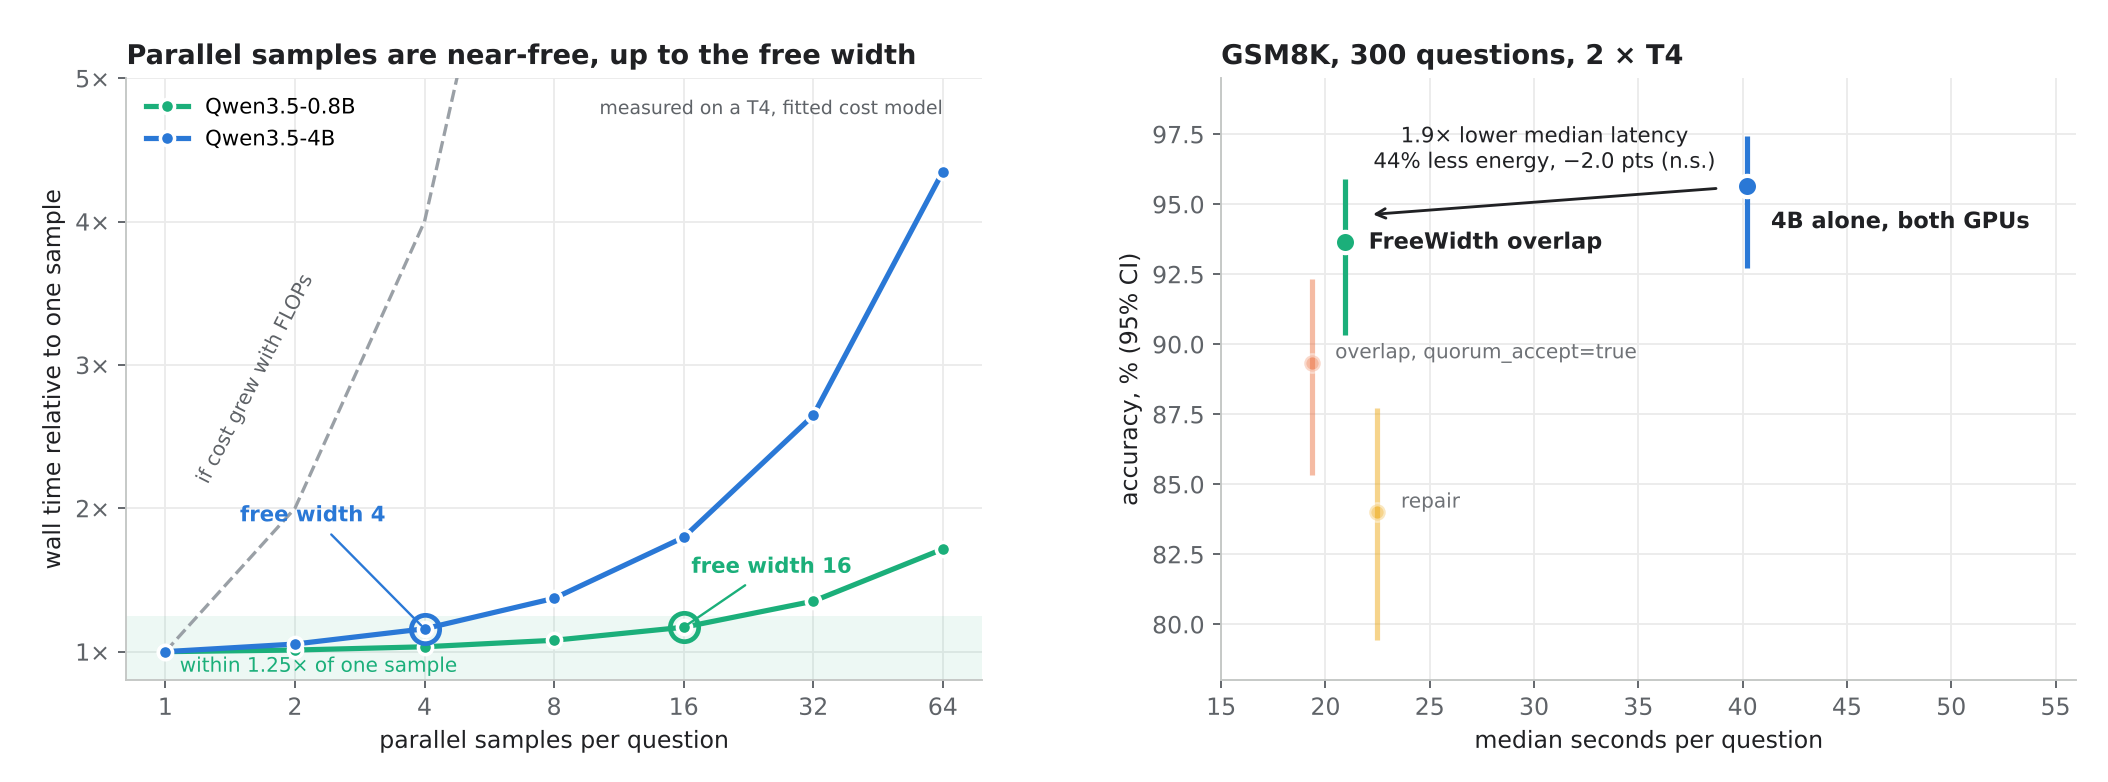 Parallel samples are near-free, up to the free width
5×
4×
3×
2×
1×
wall time relative to one sample
Qwen3.5-0.8B
Qwen3.5-4B
measured on a T4, fitted cost model
if cost grew with FLOPs
free width 4
free width 16
within 1.25× of one sample
1 2 4 8 16 32 64
parallel samples per question
GSM8K, 300 questions, 2 × T4
97.5
95.0
92.5
90.0
87.5
85.0
82.5
80.0
accuracy, % (95% CI)
1.9× lower median latency
44% less energy, −2.0 pts (n.s.)
4B alone, both GPUs
FreeWidth overlap
overlap, quorum_accept=true
repair
15 20 25 30 35 40 45 50 55
median seconds per question